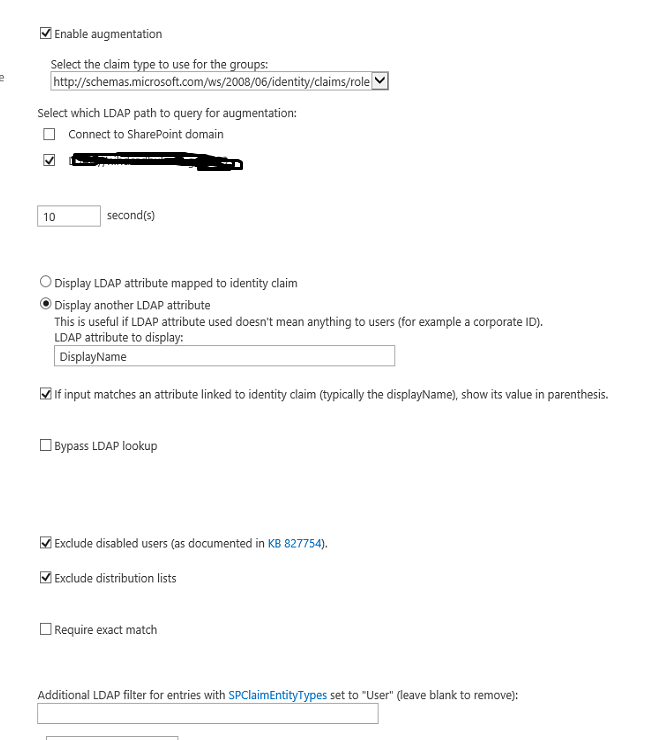 Enable augmentation
Select the claim type to use for the groups:
e
http://schemas.microsoft.com/ws/2008/06/identity/claims/role
Select which LDAP path to query for augmentation:
Connect to SharePoint domain
10 second(s)
Display LDAP attribute mapped to identity claim
Display another LDAP attribute
This is useful if LDAP attribute used doesn't mean anything to users (for example a corporate ID).
LDAP attribute to display:
DisplayName
If input matches an attribute linked to identity claim (typically the displayName), show its value in parenthesis.
Bypass LDAP lookup
Exclude disabled users (as documented in KB 827754).
Exclude distribution lists
Require exact match
Additional LDAP filter for entries with SPClaimEntityTypes set to "User" (leave blank to remove):